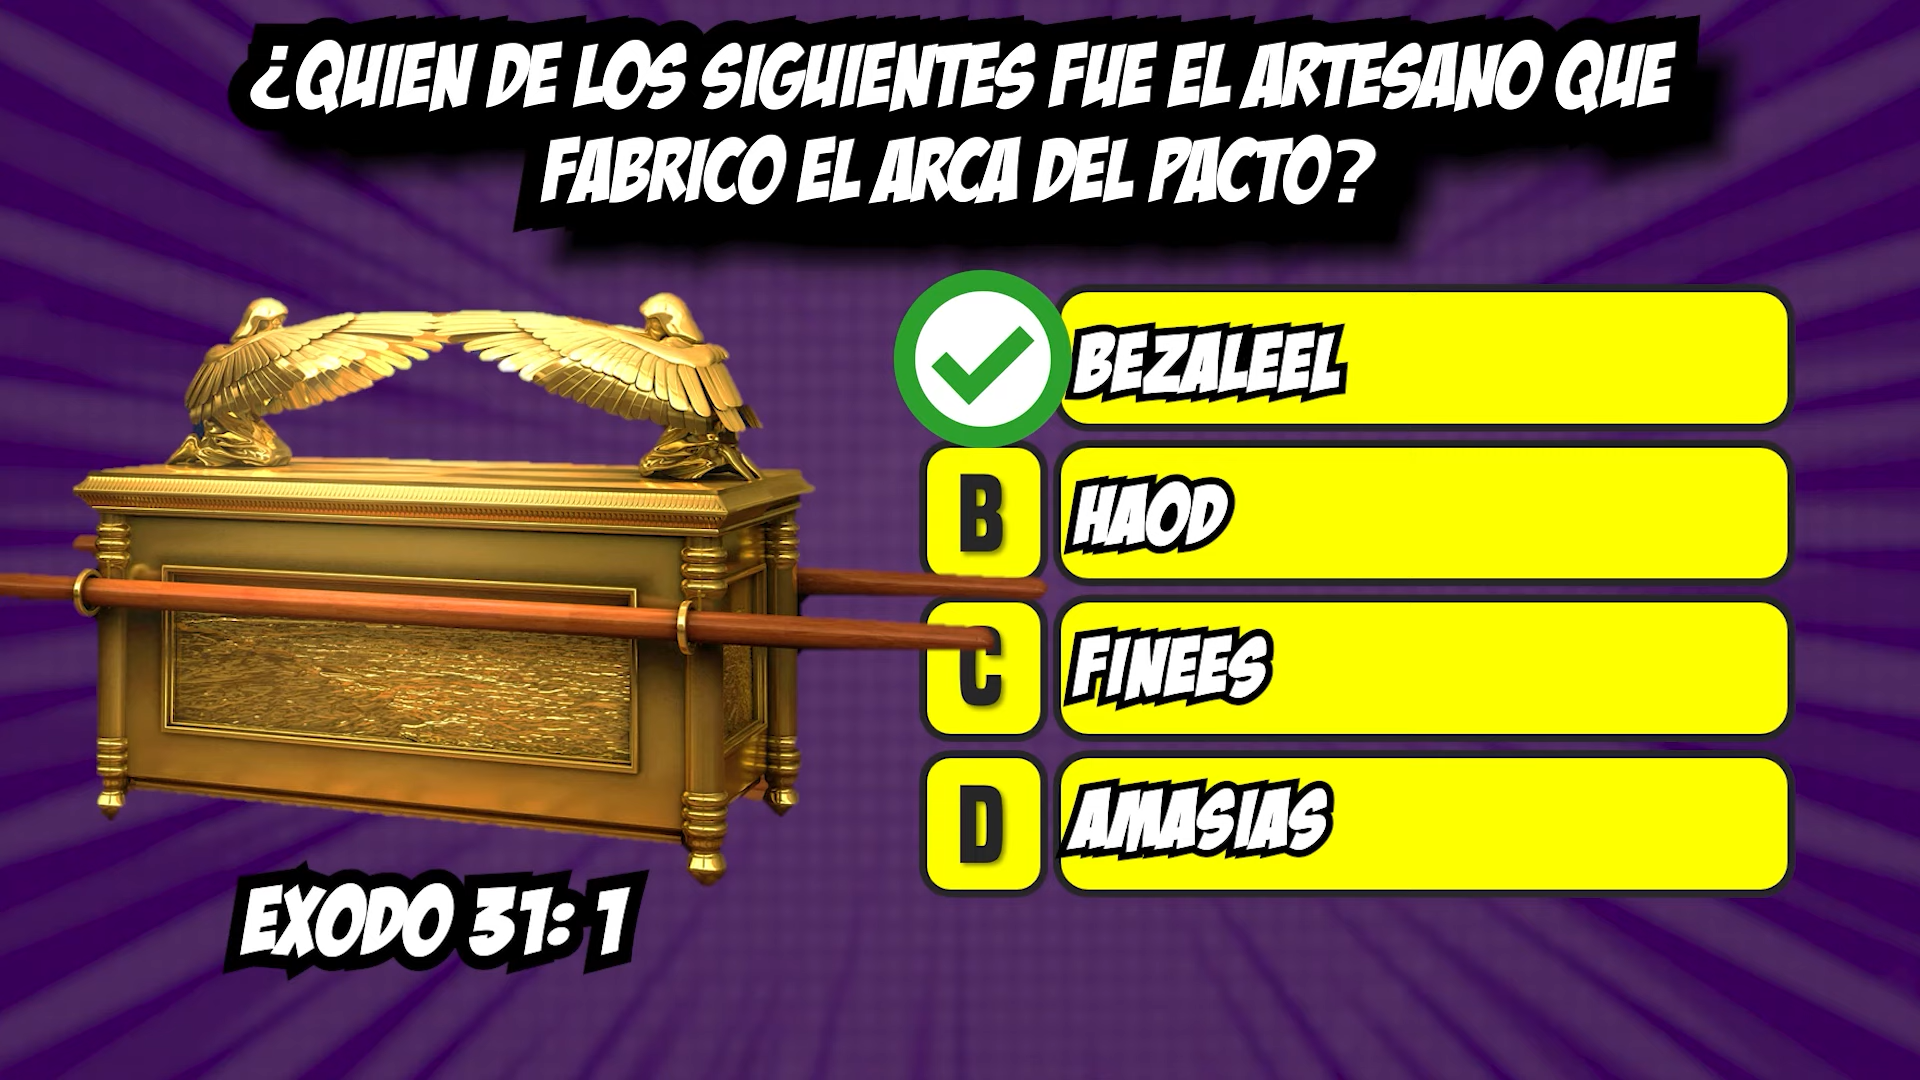 ¿QUIEN DE LOS SIGUIENTES FUE EL ARTESANO QUE
FABRICO EL ARCA DEL PACTO?
BEZALEEL
B HAOD
C FINEES
D AMASIAS
EXODO 31: 1